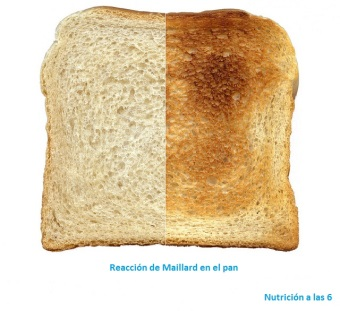 Reacción de Maillard en el pan
Nutrición a las 6